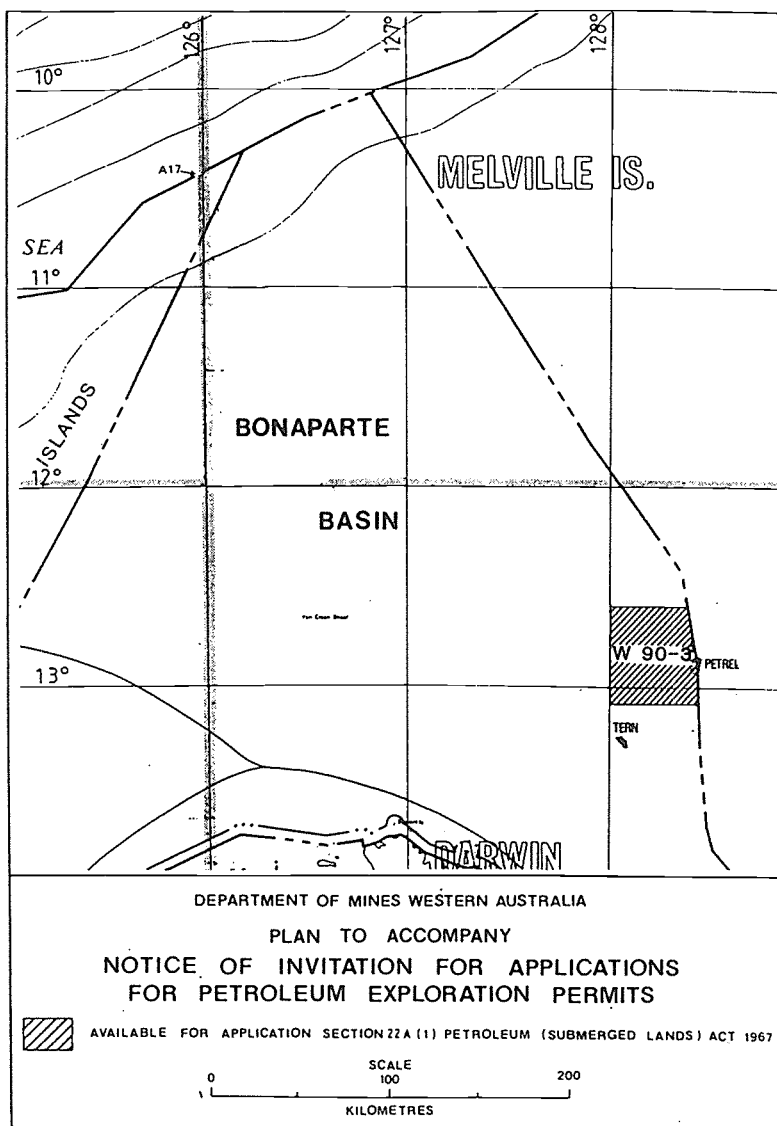 126°
127°
128°
10°
A17
MELVILLE IS.
SEA
11°
ISLANDS
BONAPARTE
12°
BASIN
W 90-3
PETREL
13°
TERN
DARWIN
DEPARTMENT OF MINES WESTERN AUSTRALIA
PLAN TO ACCOMPANY
NOTICE OF INVITATION FOR APPLICATIONS
FOR PETROLEUM EXPLORATION PERMITS
AVAILABLE FOR APPLICATION SECTION 22A (1) PETROLEUM (SUBMERGED LANDS) ACT 1967
SCALE
0 100 200
KILOMETRES